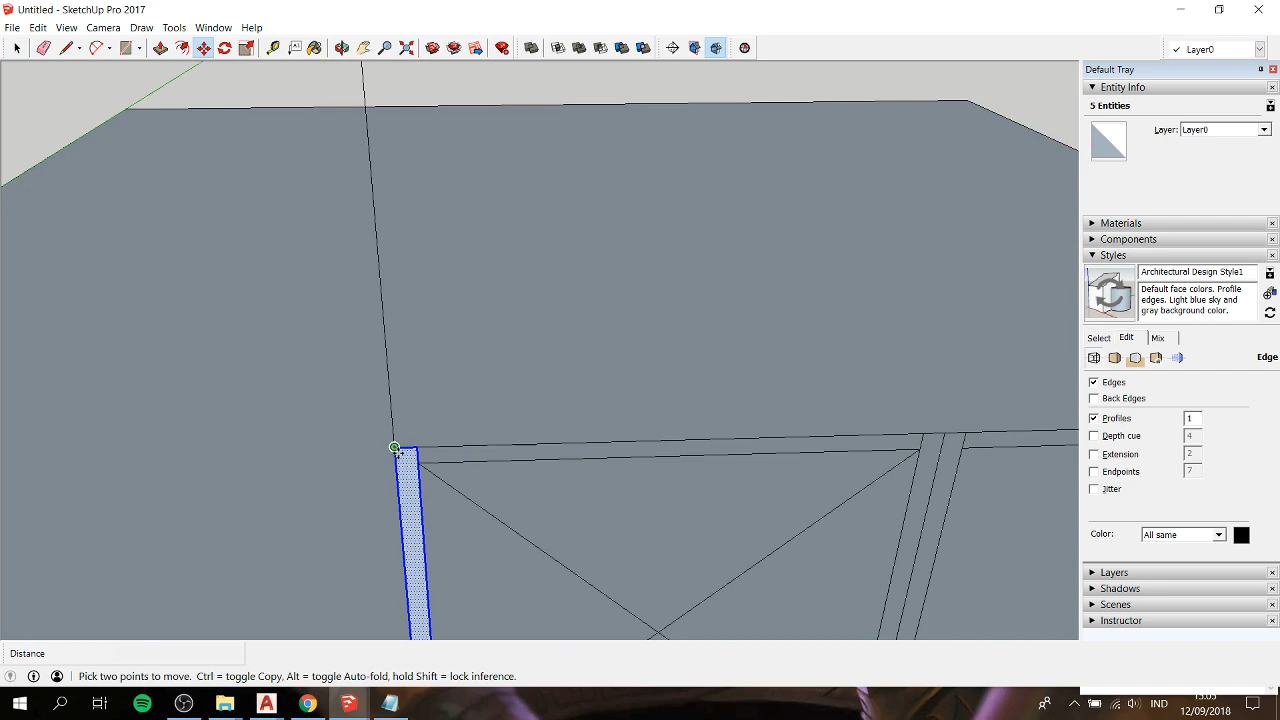 Untitled - SketchUp Pro 2017
File Edit View Camera Draw Tools Window Help
Layer0
Default Tray
Entity Info
5 Entities
Layer: Layer0
Materials
Components
Styles
Architectural Design Style1
Default face colors. Profile
edges. Light blue sky and
gray background color.
Select Edit Mix
Edge
Edges
Back Edges
Profiles 1
Depth cue 4
Extension 2
Endpoints 7
Jitter
Color: All same
Layers
Shadows
Scenes
Instructor
Distance
Pick two points to move. Ctrl = toggle Copy, Alt = toggle Auto-fold, hold Shift = lock inference.
IND
15.05
12/09/2018